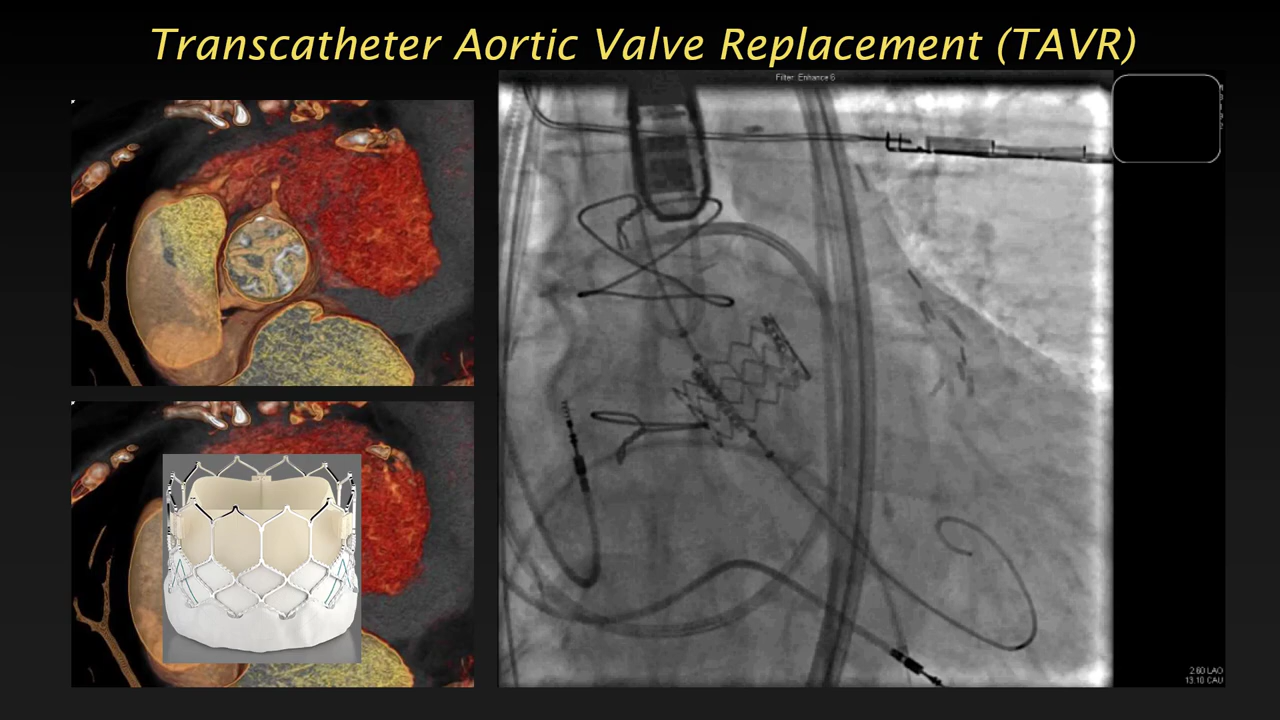 Transcatheter Aortic Valve Replacement (TAVR)
Filter: Enhance 6
2.60 LAO
13.10 CAU